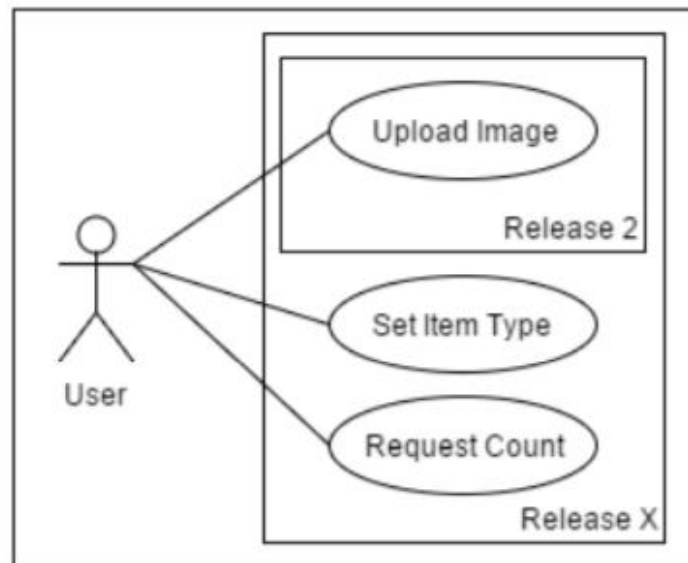 Upload Image
Release 2
Set Item Type
User
Request Count
Release X